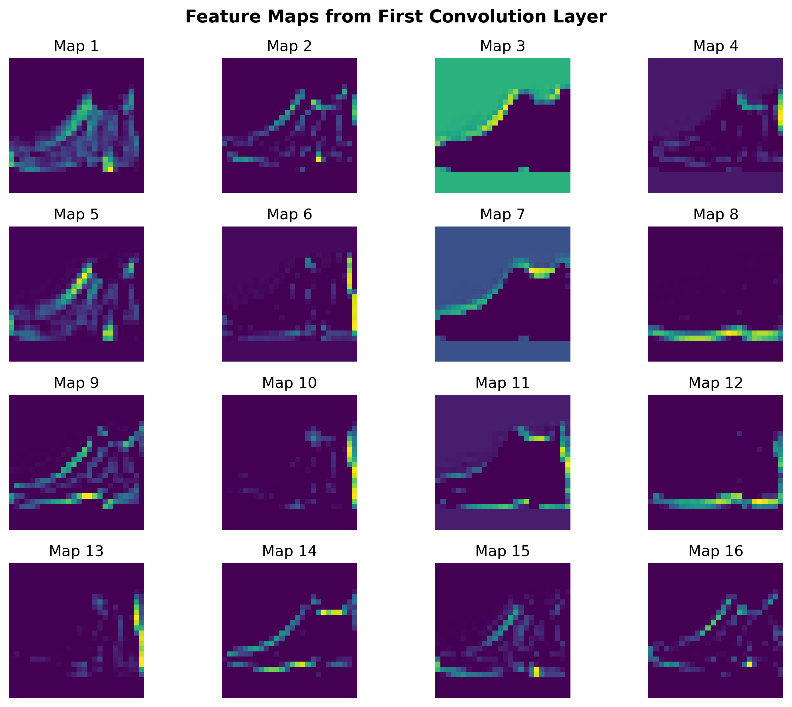 Feature Maps from First Convolution Layer
Map 1 Map 2 Map 3 Map 4
Map 5 Map 6 Map 7 Map 8
Map 9 Map 10 Map 11 Map 12
Map 13 Map 14 Map 15 Map 16